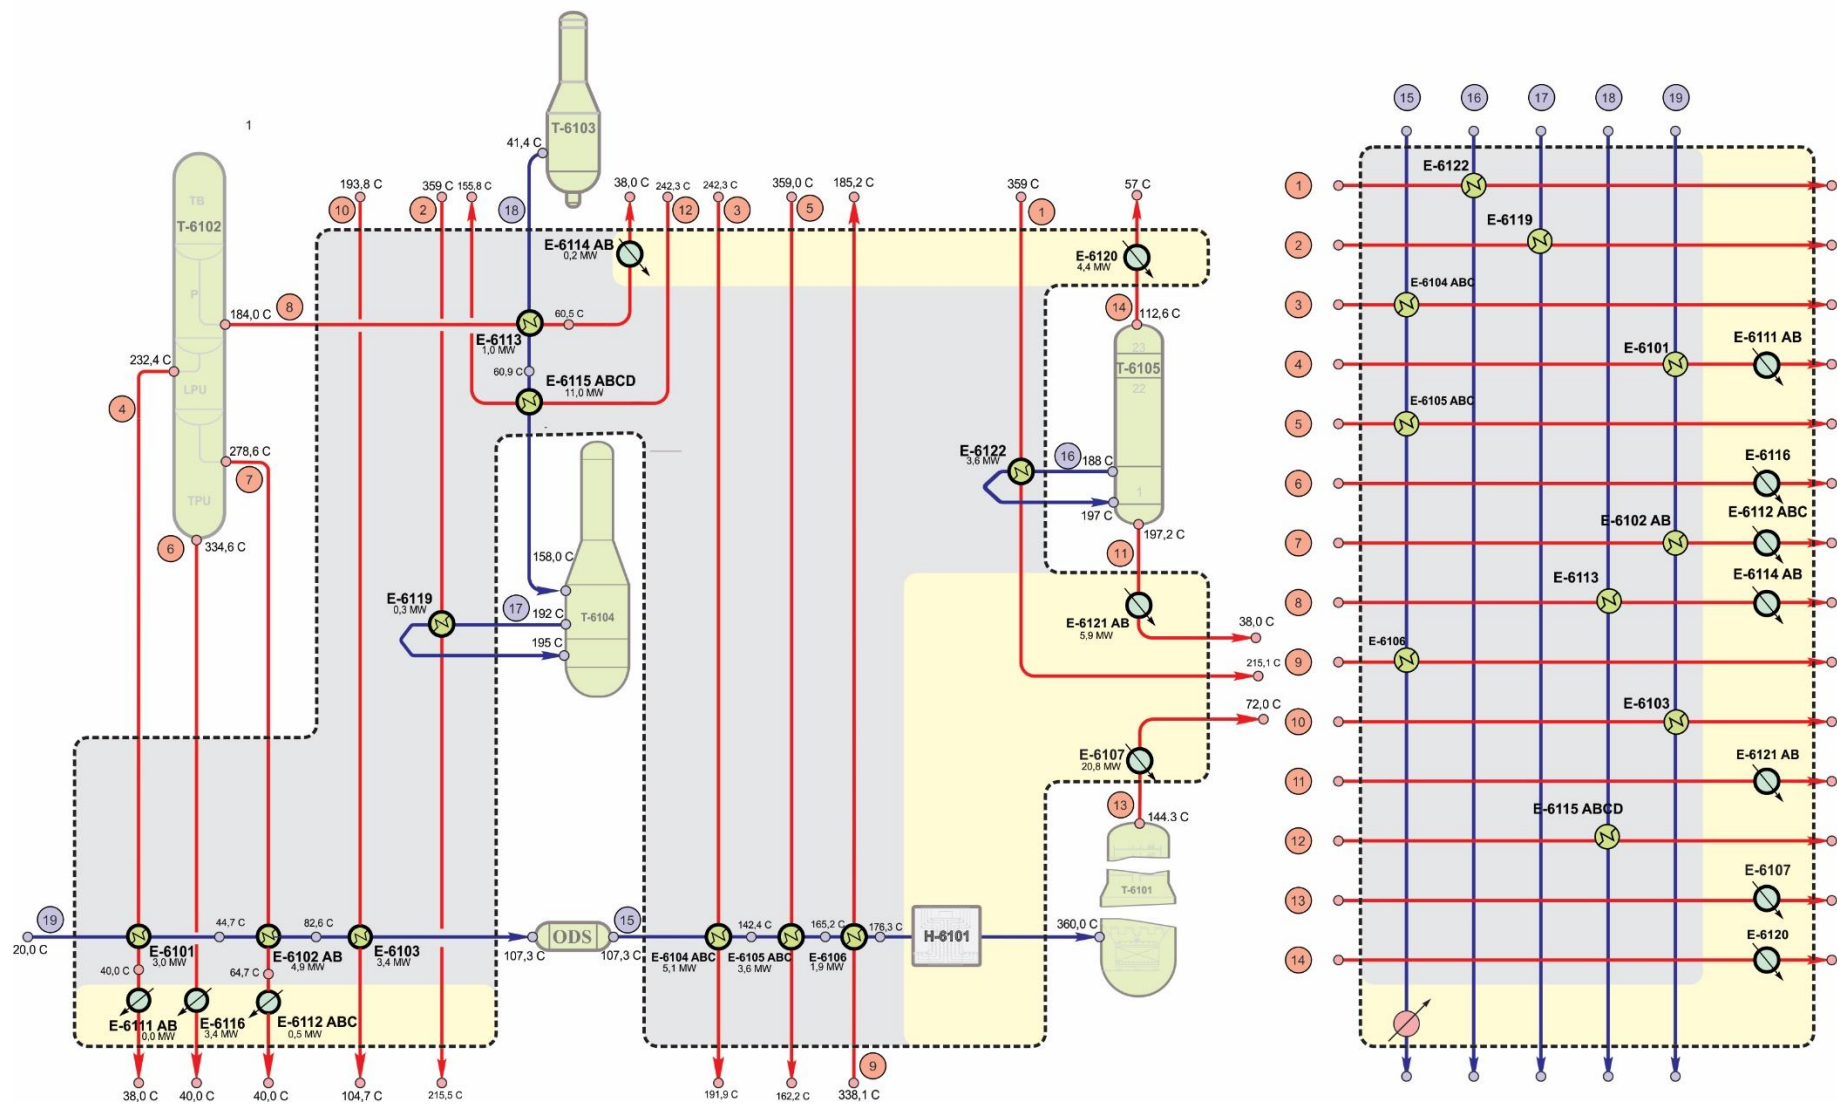 1
T-6103
41,4 C
TB
T-6102
P
LPU
TPU
193,8 C
359 C
155,8 C
38,0 C
242,3 C
242,3 C
359,0 C
185,2 C
359 C
57 C
10
2
18
12
3
5
1
E-6114 AB
0,2 MW
E-6120
4,4 MW
8
184,0 C
60,5 C
E-6113
1,0 MW
14
112,6 C
23
T-6105
22
1
232,4 C
60,9 C
E-6115 ABCD
11,0 MW
4
278,6 C
7
E-6122
3,6 MW
16
188 C
197 C
197,2 C
6
334,6 C
158,0 C
11
E-6119
0,3 MW
17
192 C
195 C
T-6104
E-6121 AB
5,9 MW
38,0 C
215,1 C
72,0 C
E-6107
20,8 MW
13
144.3 C
T-6101
19
20,0 C
44,7 C
82,6 C
E-6101
3,0 MW
E-6102 AB
4,9 MW
E-6103
3,4 MW
107,3 C
ODS
15
107,3 C
142,4 C
165,2 C
176,3 C
E-6104 ABC
5,1 MW
E-6105 ABC
3,6 MW
E-6106
1,9 MW
H-6101
360,0 C
40,0 C
64,7 C
E-6111 AB
0,0 MW
E-6116
3,4 MW
E-6112 ABC
0,5 MW
9
38,0 C
40,0 C
40,0 C
104,7 C
215,5 C
191,9 C
162,2 C
338,1 C
15
16
17
18
19
1
E-6122
2
E-6119
3
E-6104 ABC
4
E-6101
E-6111 AB
5
E-6105 ABC
6
E-6116
7
E-6102 AB
E-6112 ABC
8
E-6113
E-6114 AB
9
E-6106
10
E-6103
11
E-6121 AB
12
E-6115 ABCD
13
E-6107
14
E-6120